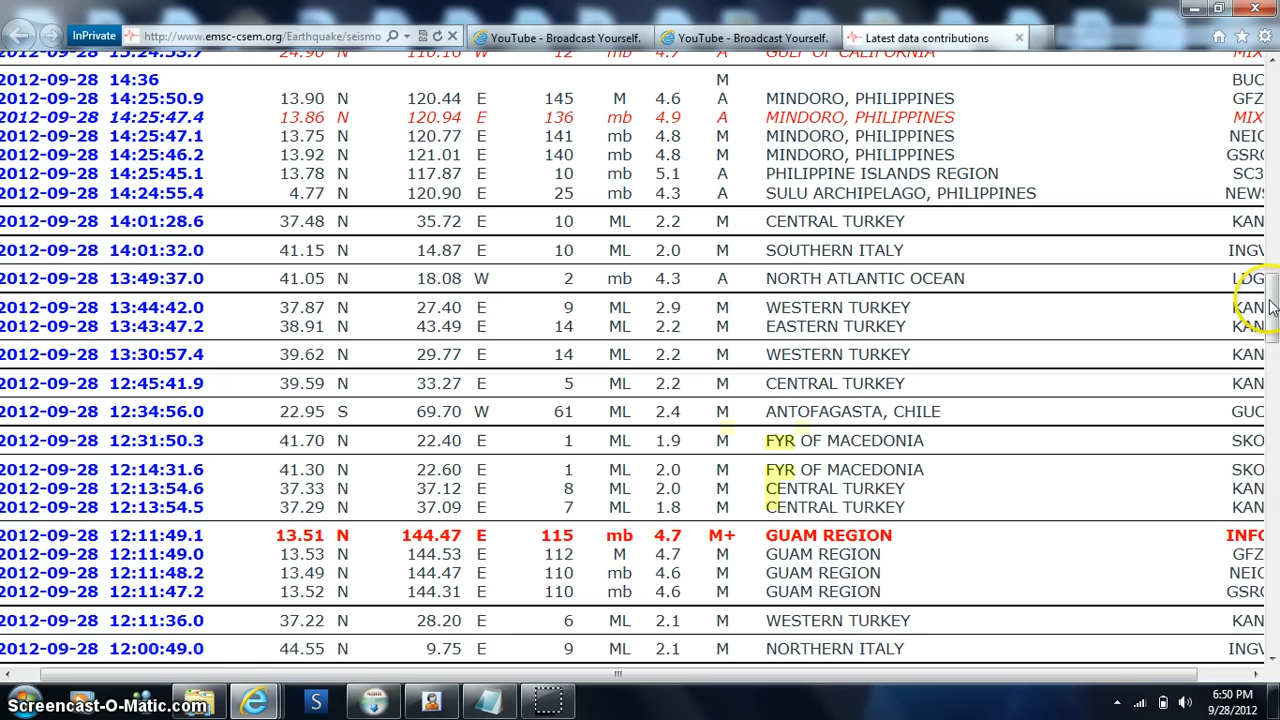 InPrivate http://www.emsc-csem.org/Earthquake/seismo YouTube - Broadcast Yourself. YouTube - Broadcast Yourself. Latest data contributions
2012-09-28 13:24:53.7 24.90 N 110.16 W 12 mb 4.7 A GULF OF CALIFORNIA MIX
2012-09-28 14:36 M BUC
2012-09-28 14:25:50.9 13.90 N 120.44 E 145 M 4.6 A MINDORO, PHILIPPINES GFZ
2012-09-28 14:25:47.4 13.86 N 120.94 E 136 mb 4.9 A MINDORO, PHILIPPINES MIX
2012-09-28 14:25:47.1 13.75 N 120.77 E 141 mb 4.8 M MINDORO, PHILIPPINES NEIC
2012-09-28 14:25:46.2 13.92 N 121.01 E 140 mb 4.8 M MINDORO, PHILIPPINES GSRC
2012-09-28 14:25:45.1 13.78 N 117.87 E 10 mb 5.1 A PHILIPPINE ISLANDS REGION SC3
2012-09-28 14:24:55.4 4.77 N 120.90 E 25 mb 4.3 A SULU ARCHIPELAGO, PHILIPPINES NEWS
2012-09-28 14:01:28.6 37.48 N 35.72 E 10 ML 2.2 M CENTRAL TURKEY KAN
2012-09-28 14:01:32.0 41.15 N 14.87 E 10 ML 2.0 M SOUTHERN ITALY INGV
2012-09-28 13:49:37.0 41.05 N 18.08 W 2 mb 4.3 A NORTH ATLANTIC OCEAN LDG
2012-09-28 13:44:42.0 37.87 N 27.40 E 9 ML 2.9 M WESTERN TURKEY KAN
2012-09-28 13:43:47.2 38.91 N 43.49 E 14 ML 2.2 M EASTERN TURKEY KAN
2012-09-28 13:30:57.4 39.62 N 29.77 E 14 ML 2.2 M WESTERN TURKEY KAN
2012-09-28 12:45:41.9 39.59 N 33.27 E 5 ML 2.2 M CENTRAL TURKEY KAN
2012-09-28 12:34:56.0 22.95 S 69.70 W 61 ML 2.4 M ANTOFAGASTA, CHILE GUC
2012-09-28 12:31:50.3 41.70 N 22.40 E 1 ML 1.9 M FYR OF MACEDONIA SKO
2012-09-28 12:14:31.6 41.30 N 22.60 E 1 ML 2.0 M FYR OF MACEDONIA SKO
2012-09-28 12:13:54.6 37.33 N 37.12 E 8 ML 2.0 M CENTRAL TURKEY KAN
2012-09-28 12:13:54.5 37.29 N 37.09 E 7 ML 1.8 M CENTRAL TURKEY KAN
2012-09-28 12:11:49.1 13.51 N 144.47 E 115 mb 4.7 M+ GUAM REGION INFO
2012-09-28 12:11:49.0 13.53 N 144.53 E 112 M 4.7 M GUAM REGION GFZ
2012-09-28 12:11:48.2 13.49 N 144.47 E 110 mb 4.6 M GUAM REGION NEIC
2012-09-28 12:11:47.2 13.52 N 144.31 E 110 mb 4.6 M GUAM REGION GSRC
2012-09-28 12:11:36.0 37.22 N 28.20 E 6 ML 2.1 M WESTERN TURKEY KAN
2012-09-28 12:00:49.0 44.55 N 9.75 E 9 ML 2.1 M NORTHERN ITALY INGV
6:50 PM
Screencast-O-Matic.com 9/28/2012